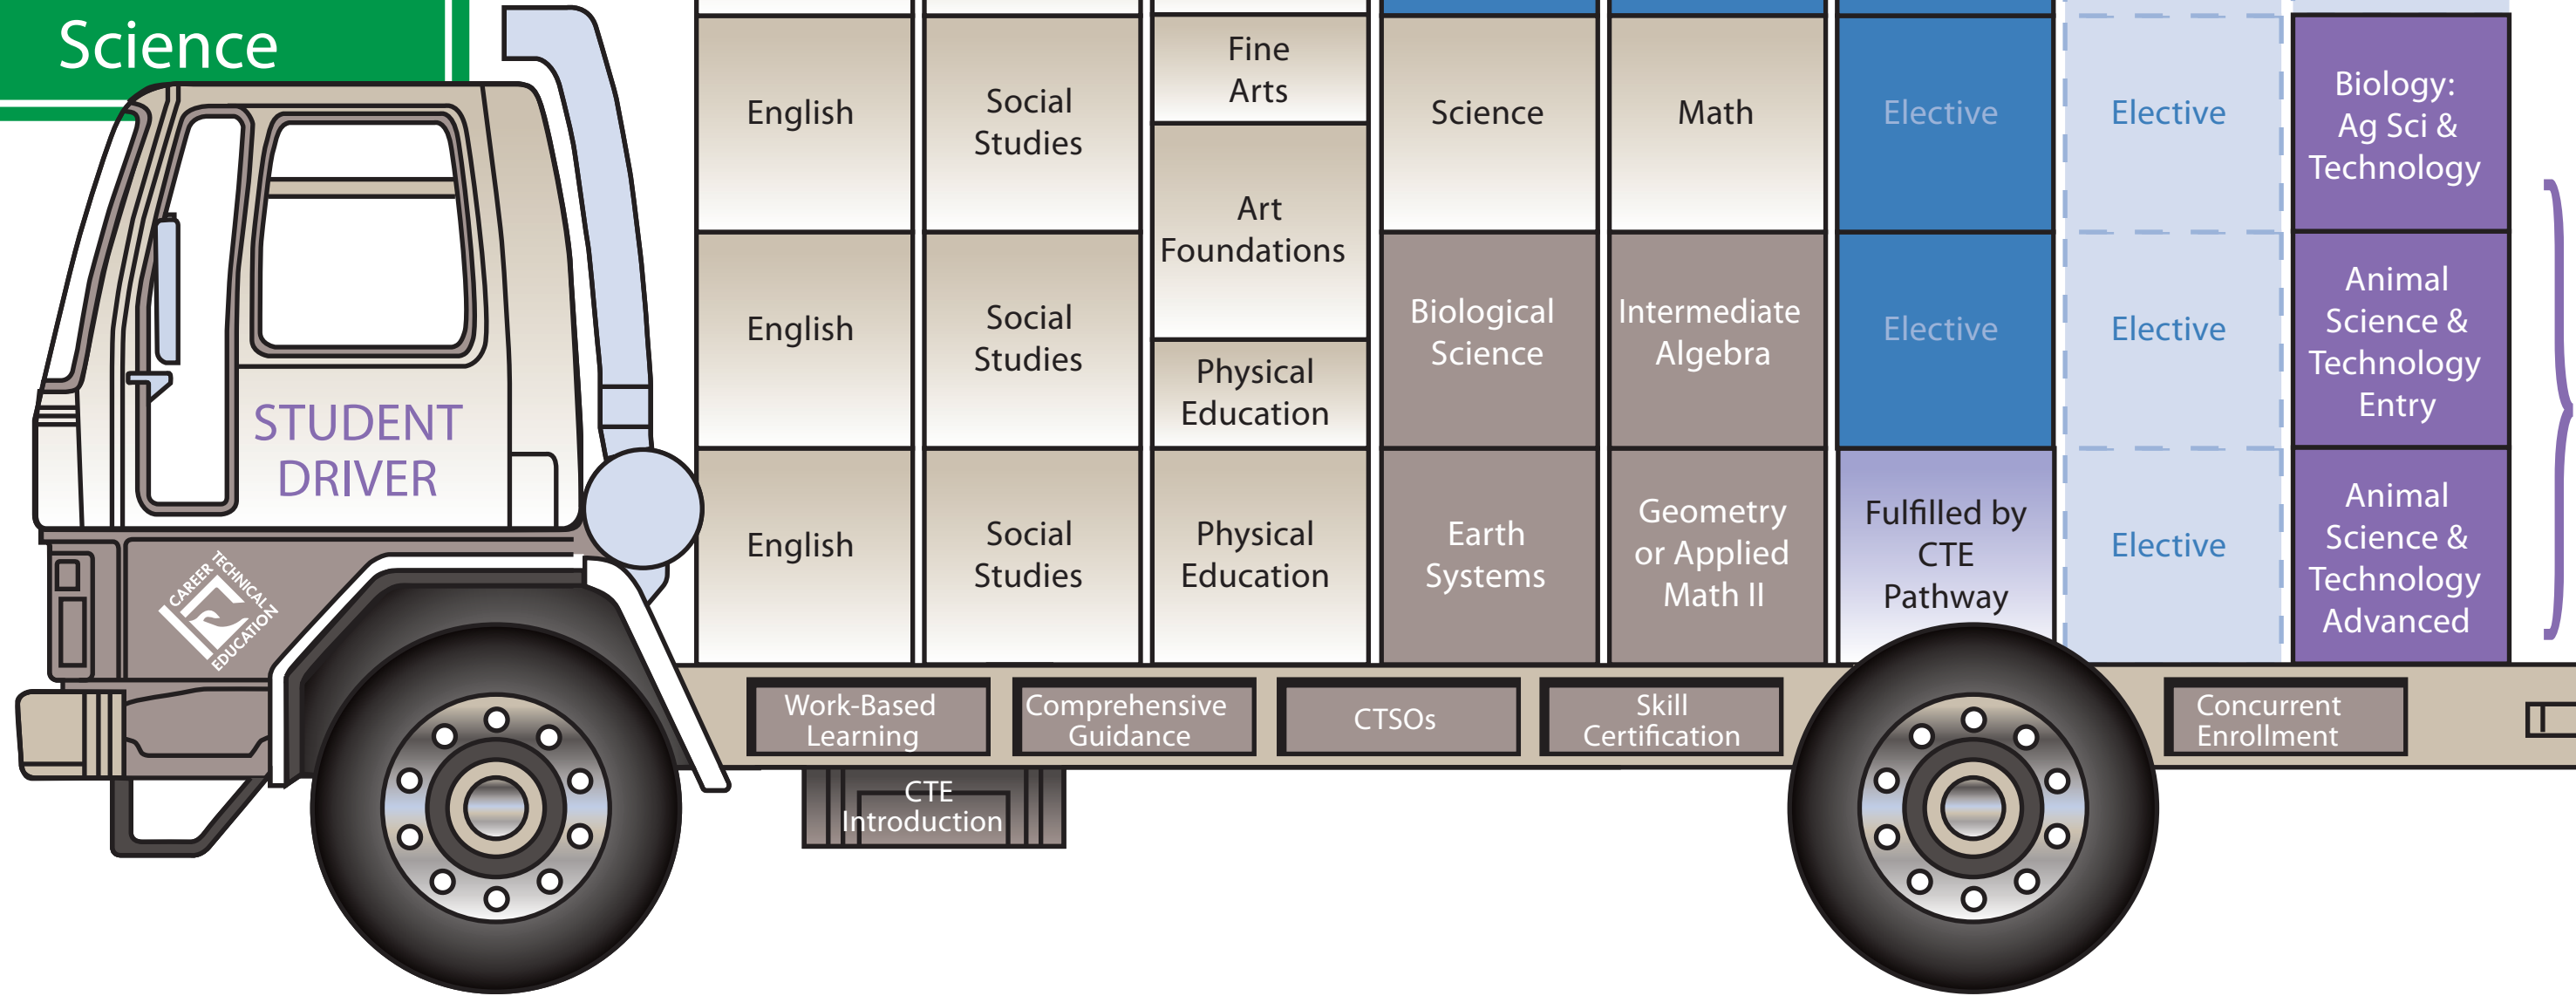 Science
STUDENT
DRIVER
CAREER TECHNICAL
EDUCATION
English
Social
Studies
Fine
Arts
Science
Math
Elective
Elective
Biology:
Ag Sci &
Technology
Art
Foundations
English
Social
Studies
Physical
Education
Biological
Science
Intermediate
Algebra
Elective
Elective
Animal
Science &
Technology
Entry
English
Social
Studies
Physical
Education
Earth
Systems
Geometry
or Applied
Math II
Fulfilled by
CTE
Pathway
Elective
Animal
Science &
Technology
Advanced
Work-Based
Learning
Comprehensive
Guidance
CTSOs
Skill
Certification
Concurrent
Enrollment
CTE
Introduction